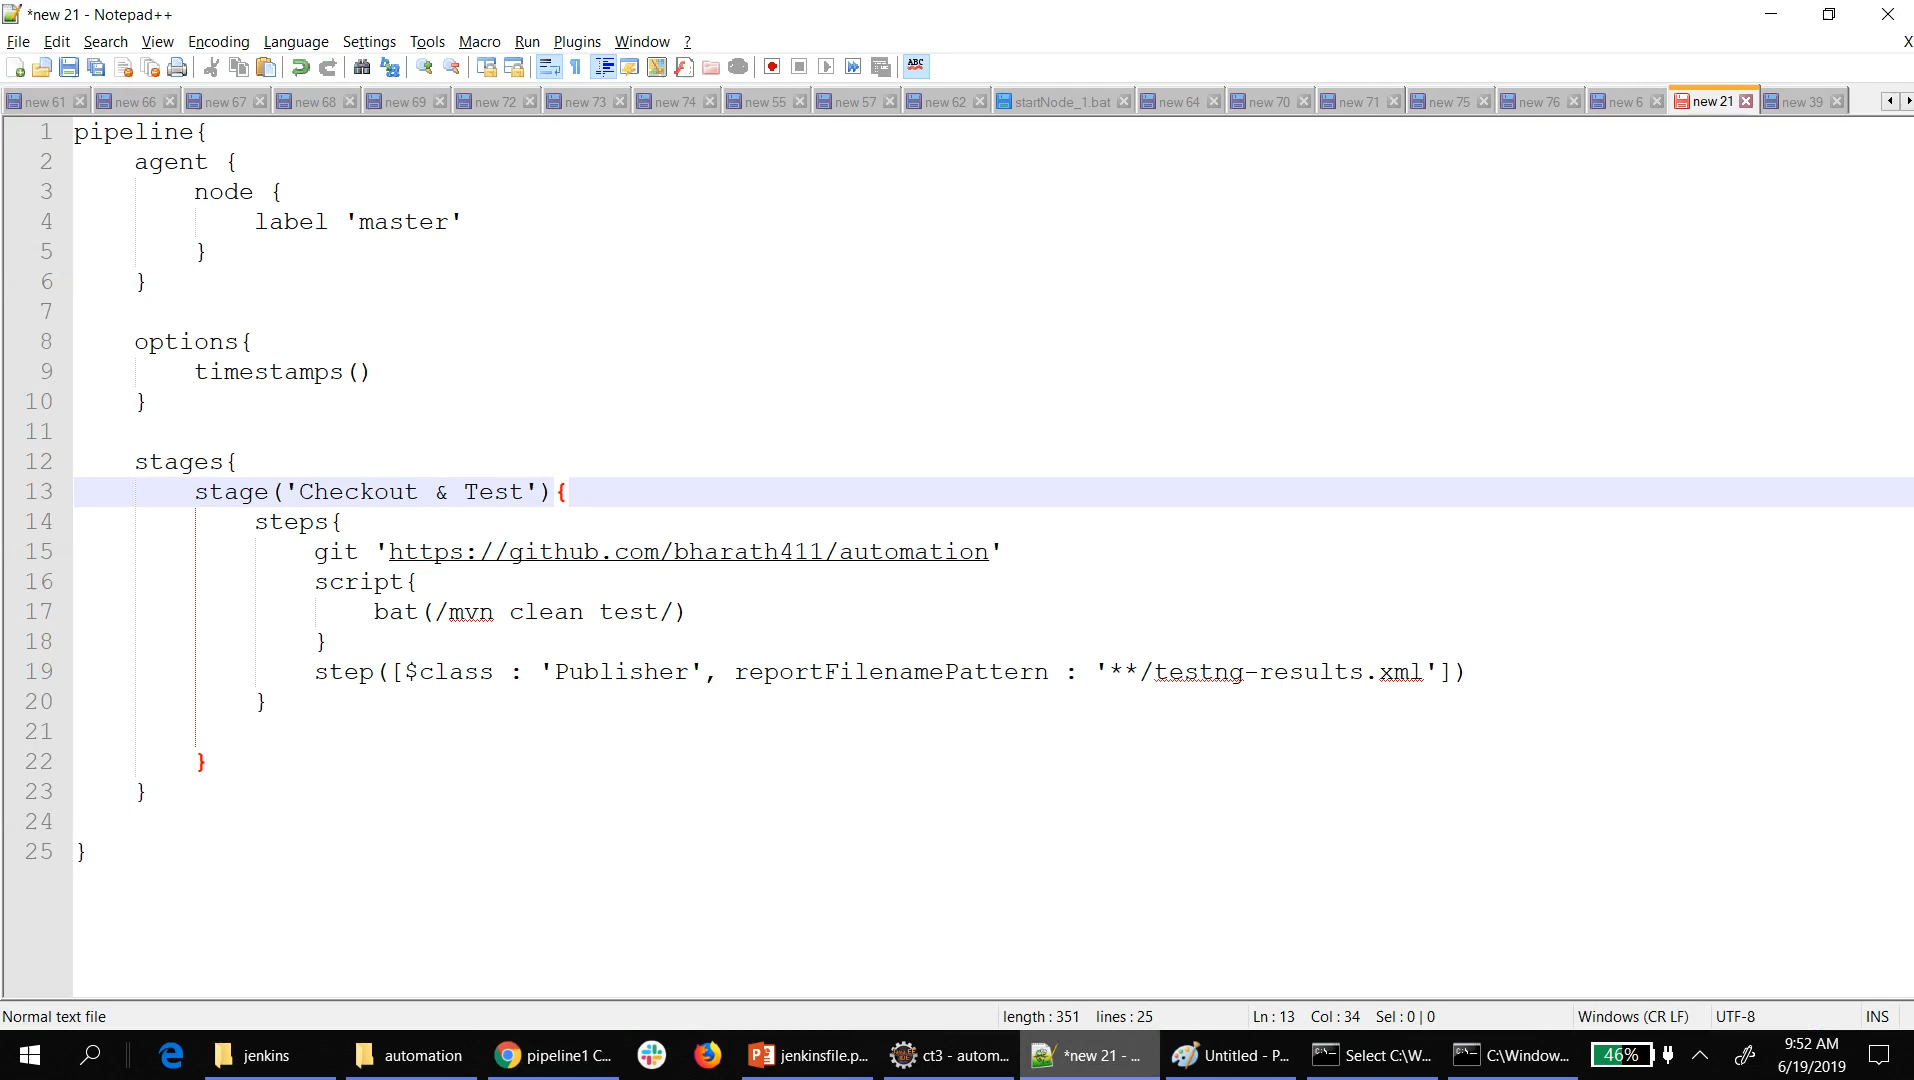 *new 21 - Notepad++
File Edit Search View Encoding Language Settings Tools Macro Run Plugins Window ? X
ABC
new 61 new 66 new 67 new 68 new 69 new 72 new 73 new 74 new 55 new 57 new 62 startNode_1.bat new 64 new 70 new 71 new 75 new 76 new 6 new 21 new 39
1 pipeline{
2 agent {
3 node {
4 label 'master'
5 }
6 }
7
8 options{
9 timestamps()
10 }
11
12 stages{
13 stage('Checkout & Test'){
14 steps{
15 git 'https://github.com/bharath411/automation'
16 script{
17 bat(/mvn clean test/)
18 }
19 step([$class : 'Publisher', reportFilenamePattern : '**/testng-results.xml'])
20 }
21
22 }
23 }
24
25 }
Normal text file length : 351 lines : 25 Ln : 13 Col : 34 Sel : 0 | 0 Windows (CR LF) UTF-8 INS
jenkins automation pipeline1 C... jenkinsfile.p... ct3 - autom... *new 21 - ... Untitled - P... Select C:\W... C:\Window... 46% 9:52 AM
6/19/2019